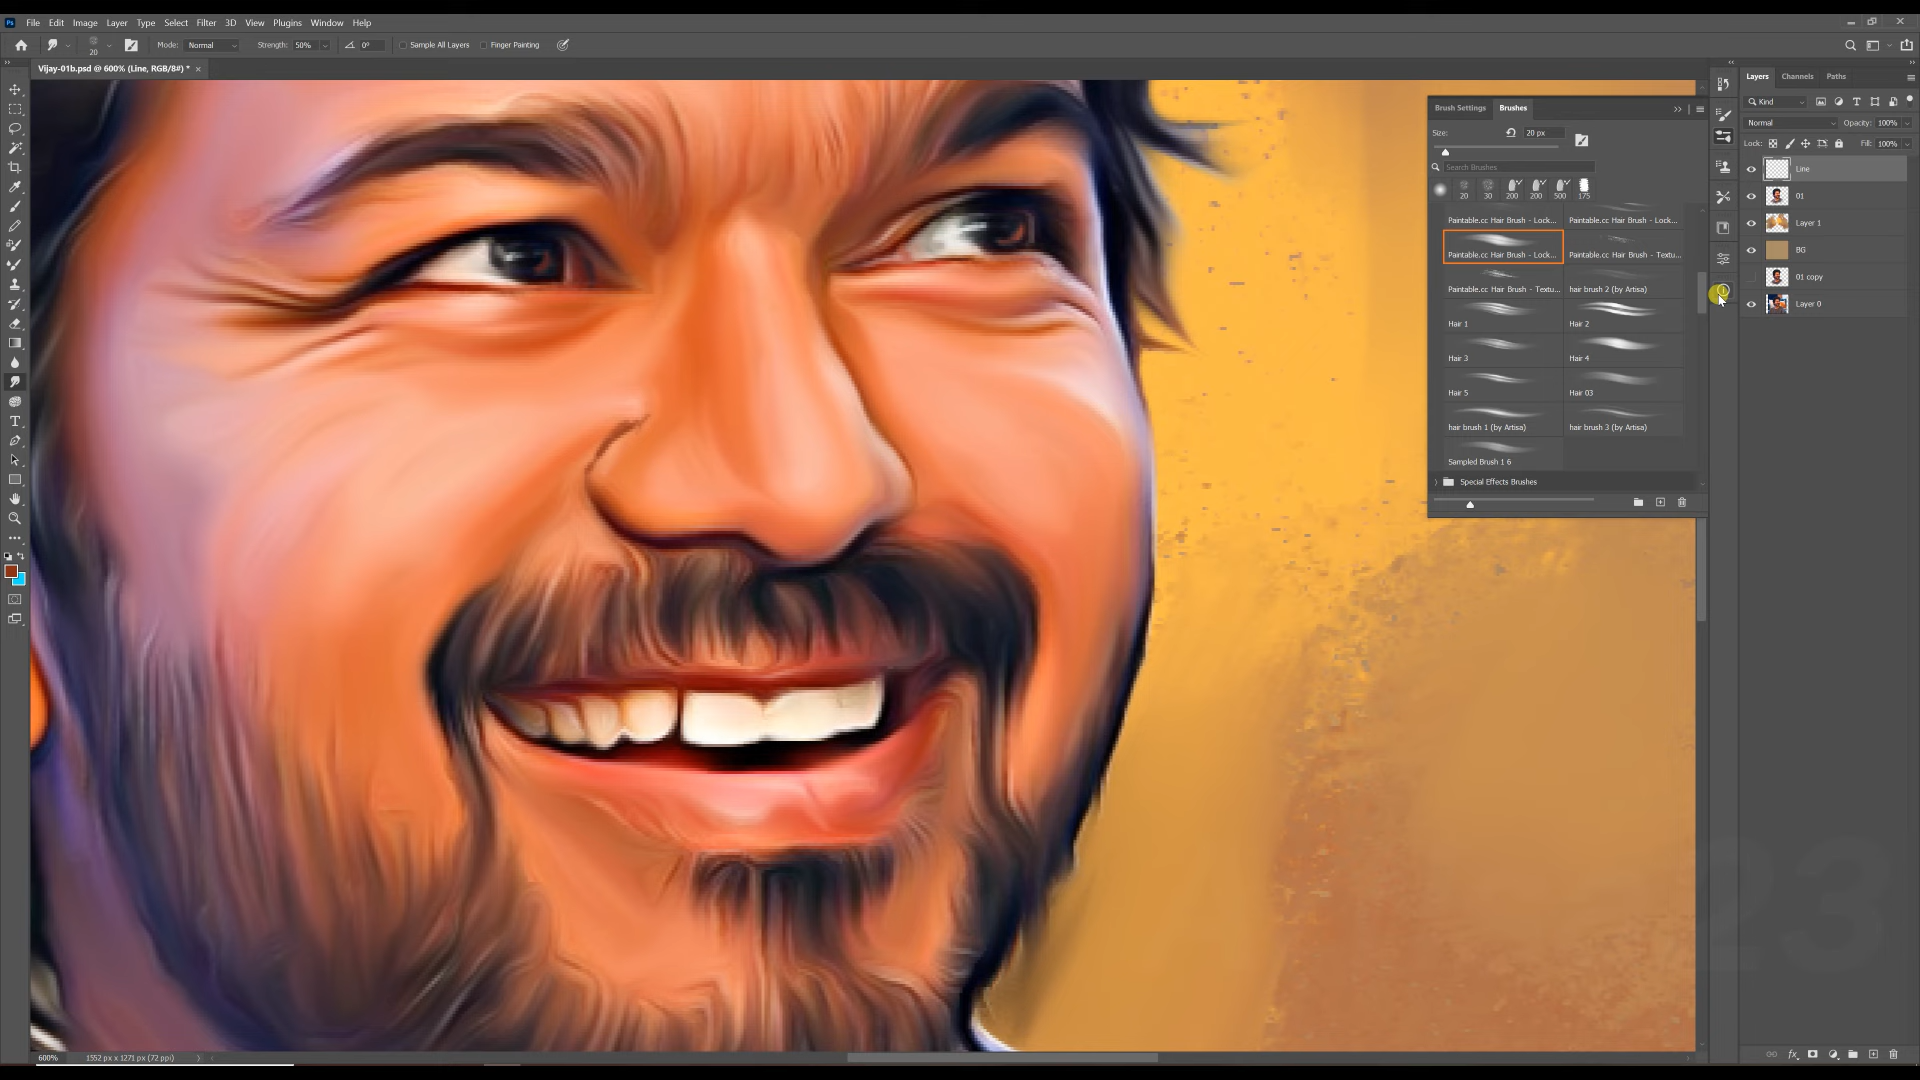 Ps File Edit Image Layer Type Select Filter 3D View Plugins Window Help
20 Mode: Normal Strength: 50% 0° Sample All Layers Finger Painting
Vijay-01b.psd @ 600% (Line, RGB/8#) * ×
Brush Settings Brushes
Size: 20 px
Search Brushes
20 30 200 200 500 175
Paintable.cc Hair Brush - Lock... Paintable.cc Hair Brush - Lock...
Paintable.cc Hair Brush - Lock... Paintable.cc Hair Brush - Textu...
Paintable.cc Hair Brush - Textu... hair brush 2 (by Artisa)
Hair 1 Hair 2
Hair 3 Hair 4
Hair 5 Hair 03
hair brush 1 (by Artisa) hair brush 3 (by Artisa)
Sampled Brush 1 6
Special Effects Brushes
Layers Channels Paths
Kind
Normal Opacity: 100%
Lock: Fill: 100%
Line
01
Layer 1
BG
01 copy
Layer 0
23
600% 1552 px x 1271 px (72 ppi)